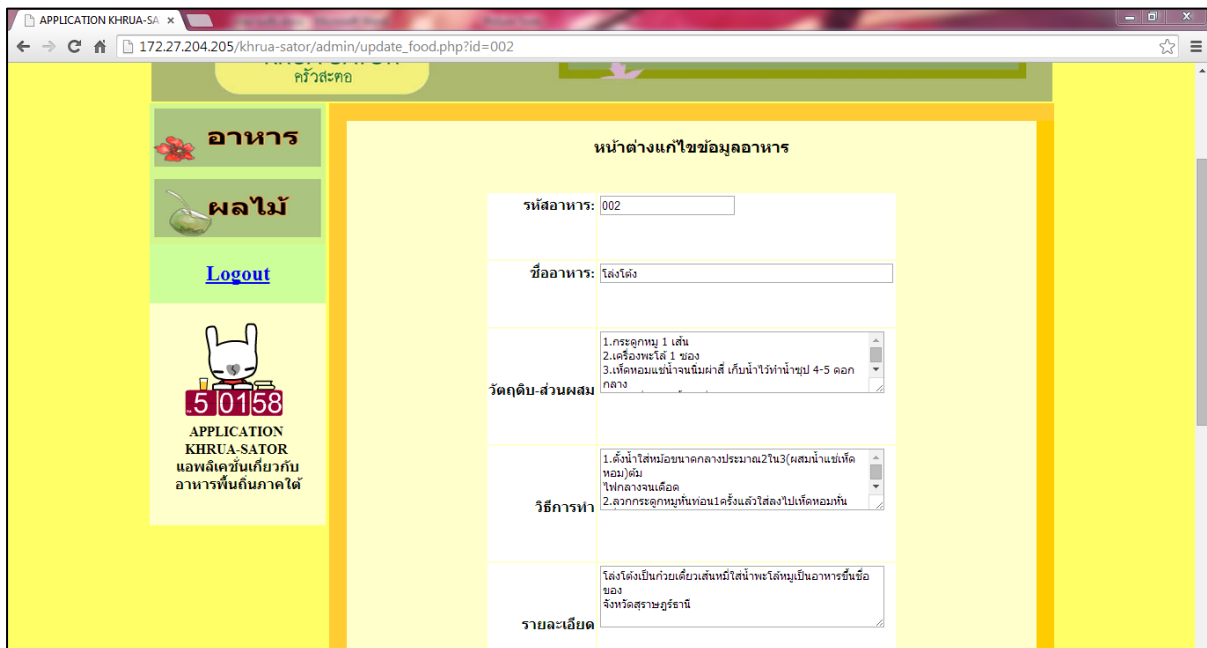 APPLICATION KHRUA-SA
172.27.204.205/khrua-sator/admin/update_food.php?id=002
ครัวสะตอ
อาหาร
ผลไม้
Logout
5 0158
APPLICATION
KHRUA-SATOR
แอพลิเคชั่นเกี่ยวกับ
อาหารพื้นถิ่นภาคใต้
หน้าต่างแก้ไขข้อมูลอาหาร
รหัสอาหาร: 002
ชื่ออาหาร: โล่งโต้ง
วัตฤดิบ-ส่วนผสม
1.กระดูกหมู 1 เส้น
2.เครื่องพะโล้ 1 ซอง
3.เห็ดหอมแช่น้ำจนนิ่มผ่าสี่ เก็บน้ำไว้ทำน้ำซุป 4-5 ดอก
กลาง
วิธีการทำ
1.ตั้งน้ำใส่หม้อขนาดกลางประมาณ2ใน3(ผสมน้ำแช่เห็ด
หอม)ต้ม
ไฟกลางจนเดือด
2.ลวกกระดูกหมูหั่นท่อน1ครั้งแล้วใส่ลงไปเห็ดหอมหั่น
รายละเอียด
โล่งโต้งเป็นก๋วยเตี๋ยวเส้นหมี่ใส่น้ำพะโล้หมูเป็นอาหารขึ้นชื่อ
ของ
จังหวัดสุราษฎร์ธานี